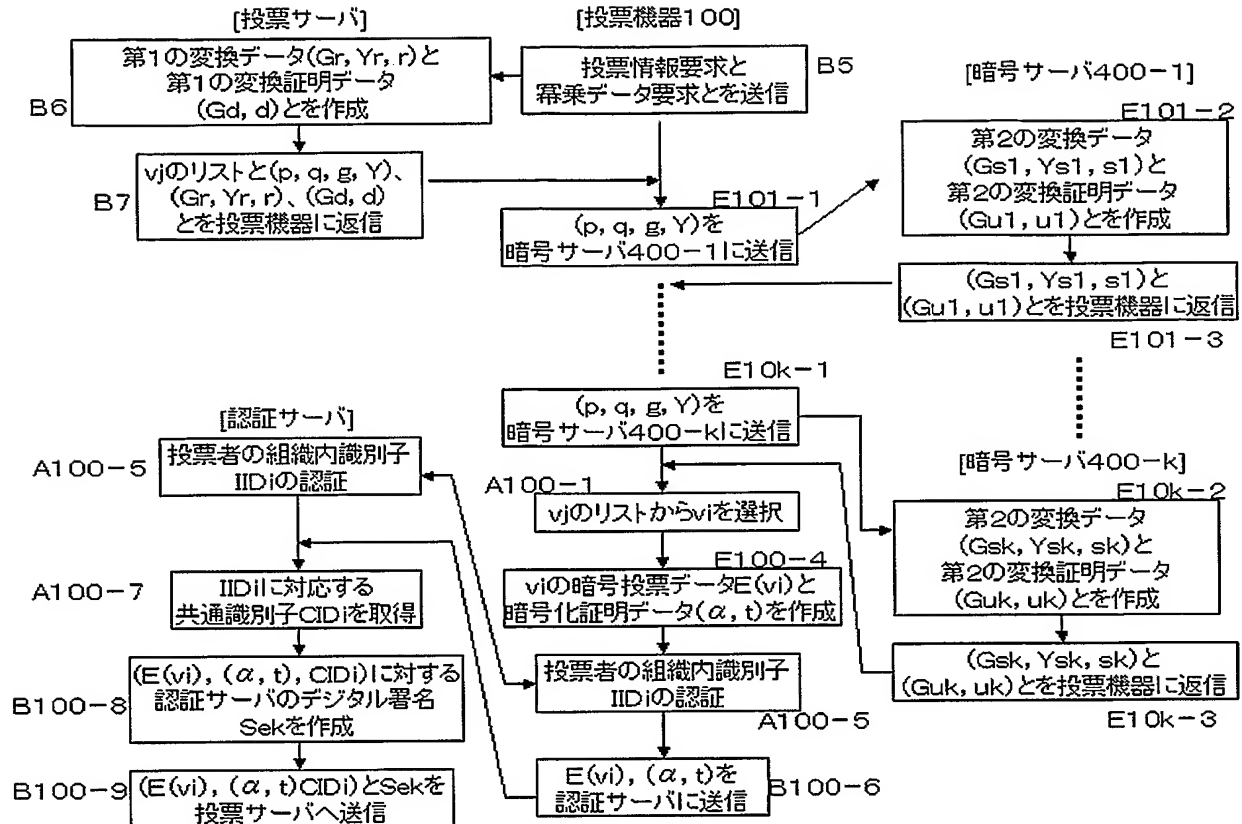 [投票サーバ]
[投票機器100]
第1の変換データ(Gr, Yr, r)と
第1の変換証明データ
(Gd, d)とを作成
B6
投票情報要求と
冪乗データ要求とを送信
B5
[暗号サーバ400-1]
E101-2
第2の変換データ
(Gs1, Ys1, s1)と
第2の変換証明データ
(Gu1, u1)とを作成
vjのリストと(p, q, g, Y)、
(Gr, Yr, r)、(Gd, d)
とを投票機器に返信
B7
E101-1
(p, q, g, Y)を
暗号サーバ400-1に送信
(Gs1, Ys1, s1)と
(Gu1, u1)とを投票機器に返信
E101-3
E10k-1
(p, q, g, Y)を
暗号サーバ400-kに送信
[認証サーバ]
A100-5
投票者の組織内識別子
IIDiの認証
[暗号サーバ400-k]
E10k-2
第2の変換データ
(Gsk, Ysk, sk)と
第2の変換証明データ
(Guk, uk)とを作成
A100-1
vjのリストからviを選択
E100-4
viの暗号投票データE(vi)と
暗号化証明データ(α, t)を作成
A100-7
IIDiに対応する
共通識別子CIDiを取得
(Gsk, Ysk, sk)と
(Guk, uk)とを投票機器に返信
E10k-3
投票者の組織内識別子
IIDiの認証
A100-5
B100-8
(E(vi), (α, t), CIDi)に対する
認証サーバのデジタル署名
Sekを作成
E(vi), (α, t)を
認証サーバに送信
B100-6
B100-9
(E(vi), (α, t)CIDi)とSekを
投票サーバへ送信